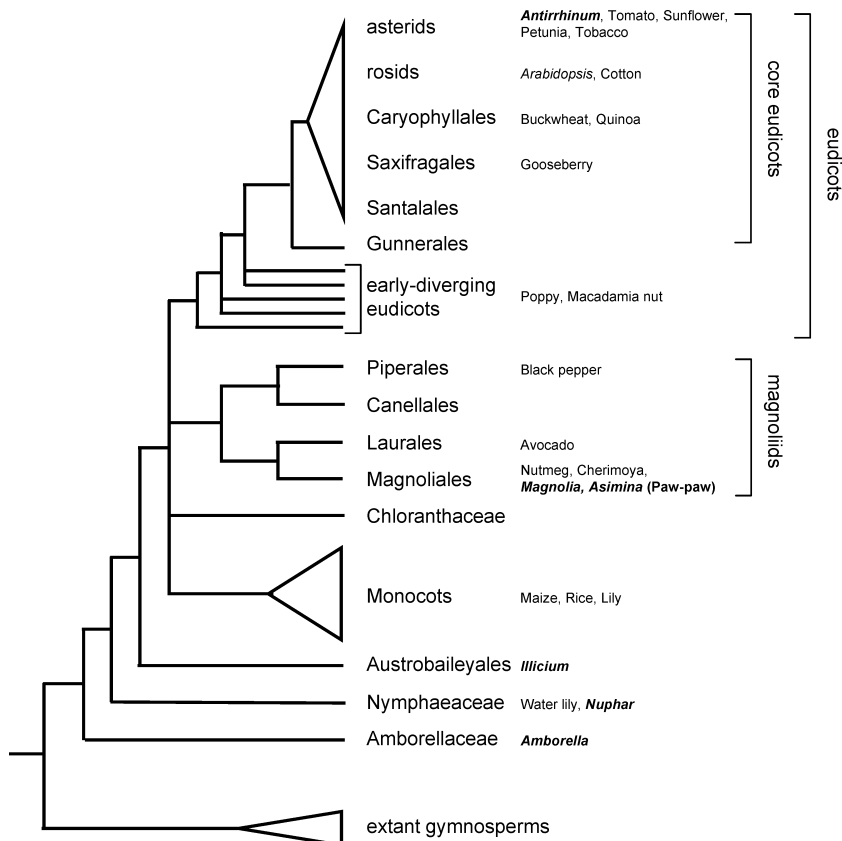 asterids
Antirrhinum, Tomato, Sunflower,
Petunia, Tobacco
rosids
Arabidopsis, Cotton
Caryophyllales
Buckwheat, Quinoa
Saxifragales
Gooseberry
Santalales
Gunnerales
core eudicots
eudicots
early-diverging
eudicots
Poppy, Macadamia nut
Piperales
Black pepper
Canellales
Laurales
Avocado
Magnoliales
Nutmeg, Cherimoya,
Magnolia, Asimina (Paw-paw)
magnoliids
Chloranthaceae
Monocots
Maize, Rice, Lily
Austrobaileyales
Illicium
Nymphaeaceae
Water lily, Nuphar
Amborellaceae
Amborella
extant gymnosperms